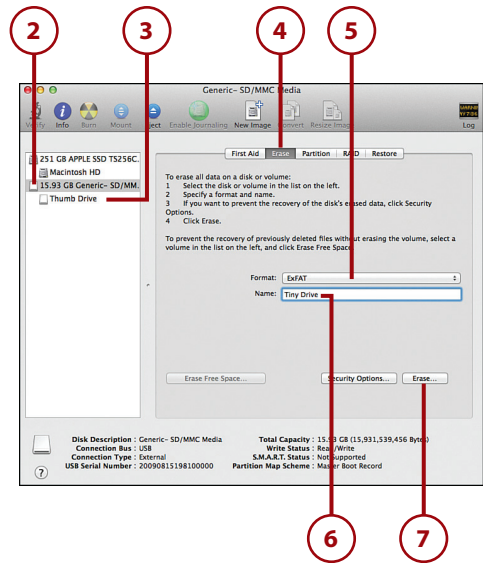 2
3
4
5
Generic- SD/MMC Media
Verify Info Burn Mount Eject Enable Journaling New Image Convert Resize Image Log
First Aid Erase Partition RAID Restore
251 GB APPLE SSD TS256C.
Macintosh HD
15.93 GB Generic- SD/MM.
Thumb Drive
To erase all data on a disk or volume:
1 Select the disk or volume in the list on the left.
2 Specify a format and name.
3 If you want to prevent the recovery of the disk's erased data, click Security
Options.
4 Click Erase.
To prevent the recovery of previously deleted files without erasing the volume, select a
volume in the list on the left, and click Erase Free Space.
Format: ExFAT
Name: Tiny Drive
Erase Free Space... Security Options... Erase...
Disk Description : Generic- SD/MMC Media Total Capacity : 15.93 GB (15,931,539,456 Bytes)
Connection Bus : USB Write Status : Read/Write
Connection Type : External S.M.A.R.T. Status : Not Supported
USB Serial Number : 20090815198100000 Partition Map Scheme : Master Boot Record
?
6
7